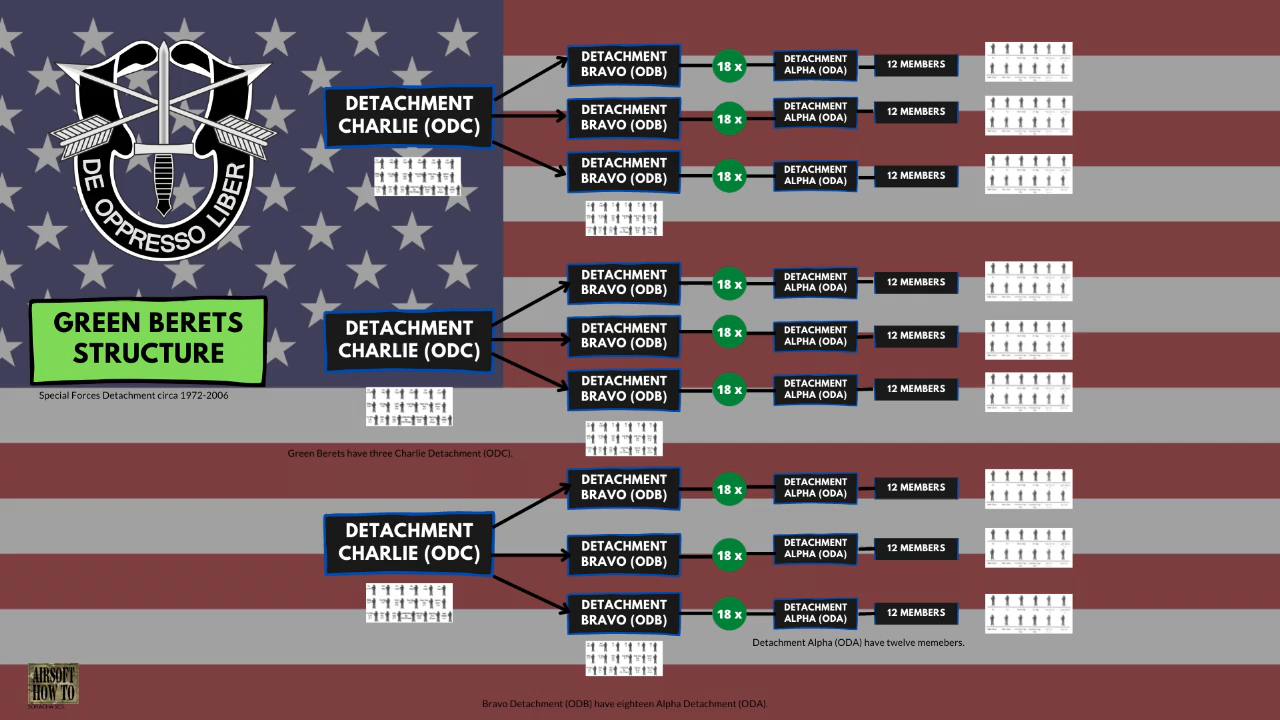 DE OPPRESSO LIBER
GREEN BERETS
STRUCTURE
Special Forces Detachment circa 1972-2006
DETACHMENT
CHARLIE (ODC)
DETACHMENT
BRAVO (ODB)
18 x
DETACHMENT
ALPHA (ODA)
12 MEMBERS
DETACHMENT
BRAVO (ODB)
18 x
DETACHMENT
ALPHA (ODA)
12 MEMBERS
DETACHMENT
BRAVO (ODB)
18 x
DETACHMENT
ALPHA (ODA)
12 MEMBERS
DETACHMENT
CHARLIE (ODC)
DETACHMENT
BRAVO (ODB)
18 x
DETACHMENT
ALPHA (ODA)
12 MEMBERS
DETACHMENT
BRAVO (ODB)
18 x
DETACHMENT
ALPHA (ODA)
12 MEMBERS
DETACHMENT
BRAVO (ODB)
18 x
DETACHMENT
ALPHA (ODA)
12 MEMBERS
Green Berets have three Charlie Detachment (ODC).
DETACHMENT
CHARLIE (ODC)
DETACHMENT
BRAVO (ODB)
18 x
DETACHMENT
ALPHA (ODA)
12 MEMBERS
DETACHMENT
BRAVO (ODB)
18 x
DETACHMENT
ALPHA (ODA)
12 MEMBERS
DETACHMENT
BRAVO (ODB)
18 x
DETACHMENT
ALPHA (ODA)
12 MEMBERS
Detachment Alpha (ODA) have twelve memebers.
AIRSOFT
HOW TO
Bravo Detachment (ODB) have eighteen Alpha Detachment (ODA).